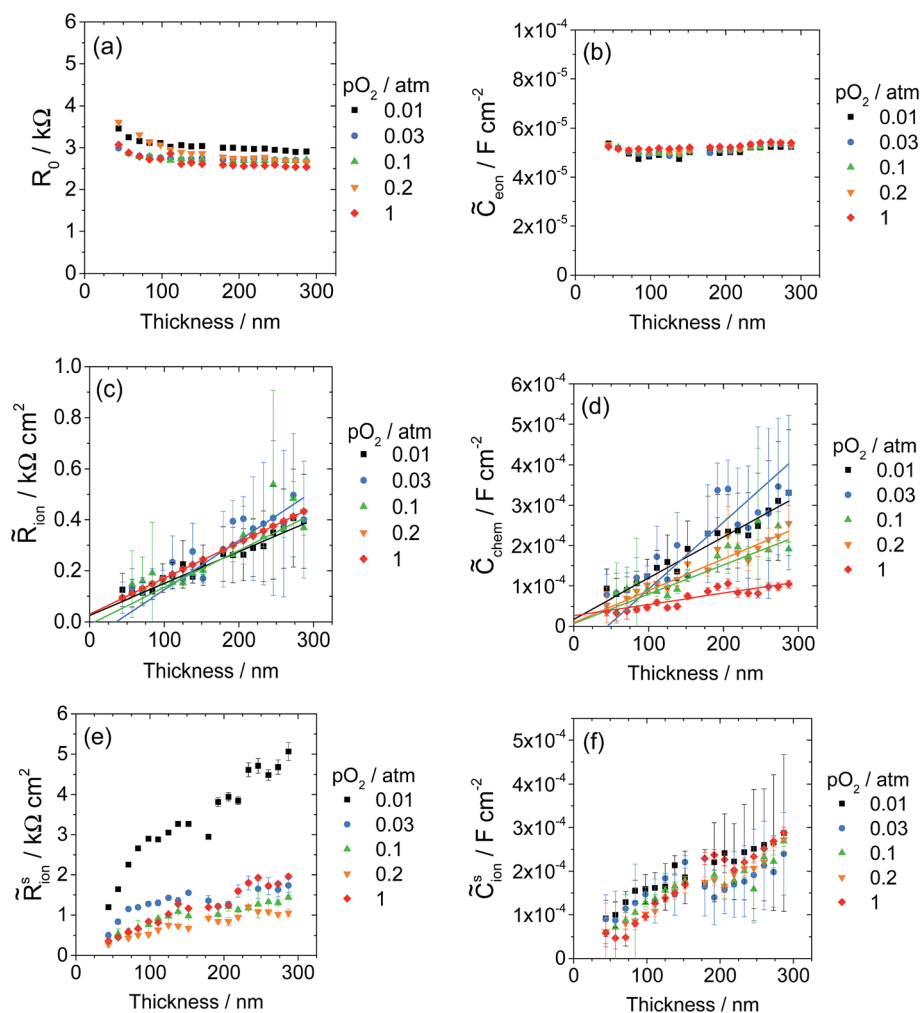 (a)
R0 / kΩ
6
5
4
3
2
1
0
0 100 200 300
Thickness / nm
pO2 / atm
0.01
0.03
0.1
0.2
1
(b)
C̃eon / F cm-2
1x10-4
8x10-5
6x10-5
4x10-5
2x10-5
0
0 100 200 300
Thickness / nm
pO2 / atm
0.01
0.03
0.1
0.2
1
(c)
R̃ion / kΩ cm2
1.0
0.8
0.6
0.4
0.2
0.0
0 100 200 300
Thickness / nm
pO2 / atm
0.01
0.03
0.1
0.2
1
(d)
C̃chem / F cm-2
6x10-4
5x10-4
4x10-4
3x10-4
2x10-4
1x10-4
0
0 100 200 300
Thickness / nm
pO2 / atm
0.01
0.03
0.1
0.2
1
(e)
R̃sion / kΩ cm2
6
5
4
3
2
1
0
0 100 200 300
Thickness / nm
pO2 / atm
0.01
0.03
0.1
0.2
1
(f)
C̃sion / F cm-2
5x10-4
4x10-4
3x10-4
2x10-4
1x10-4
0
0 100 200 300
Thickness / nm
pO2 / atm
0.01
0.03
0.1
0.2
1